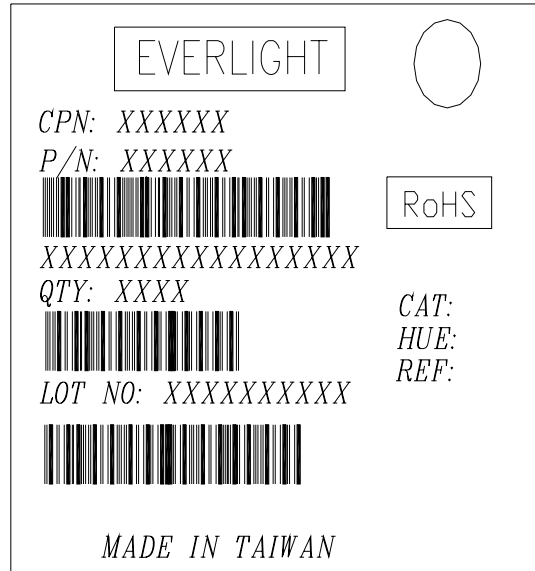 EVERLIGHT
CPN: XXXXXX
P/N: XXXXXX
RoHS
XXXXXXXXXXXXXXXXX
QTY: XXXX
CAT:
HUE:
REF:
LOT NO: XXXXXXXXXX
MADE IN TAIWAN